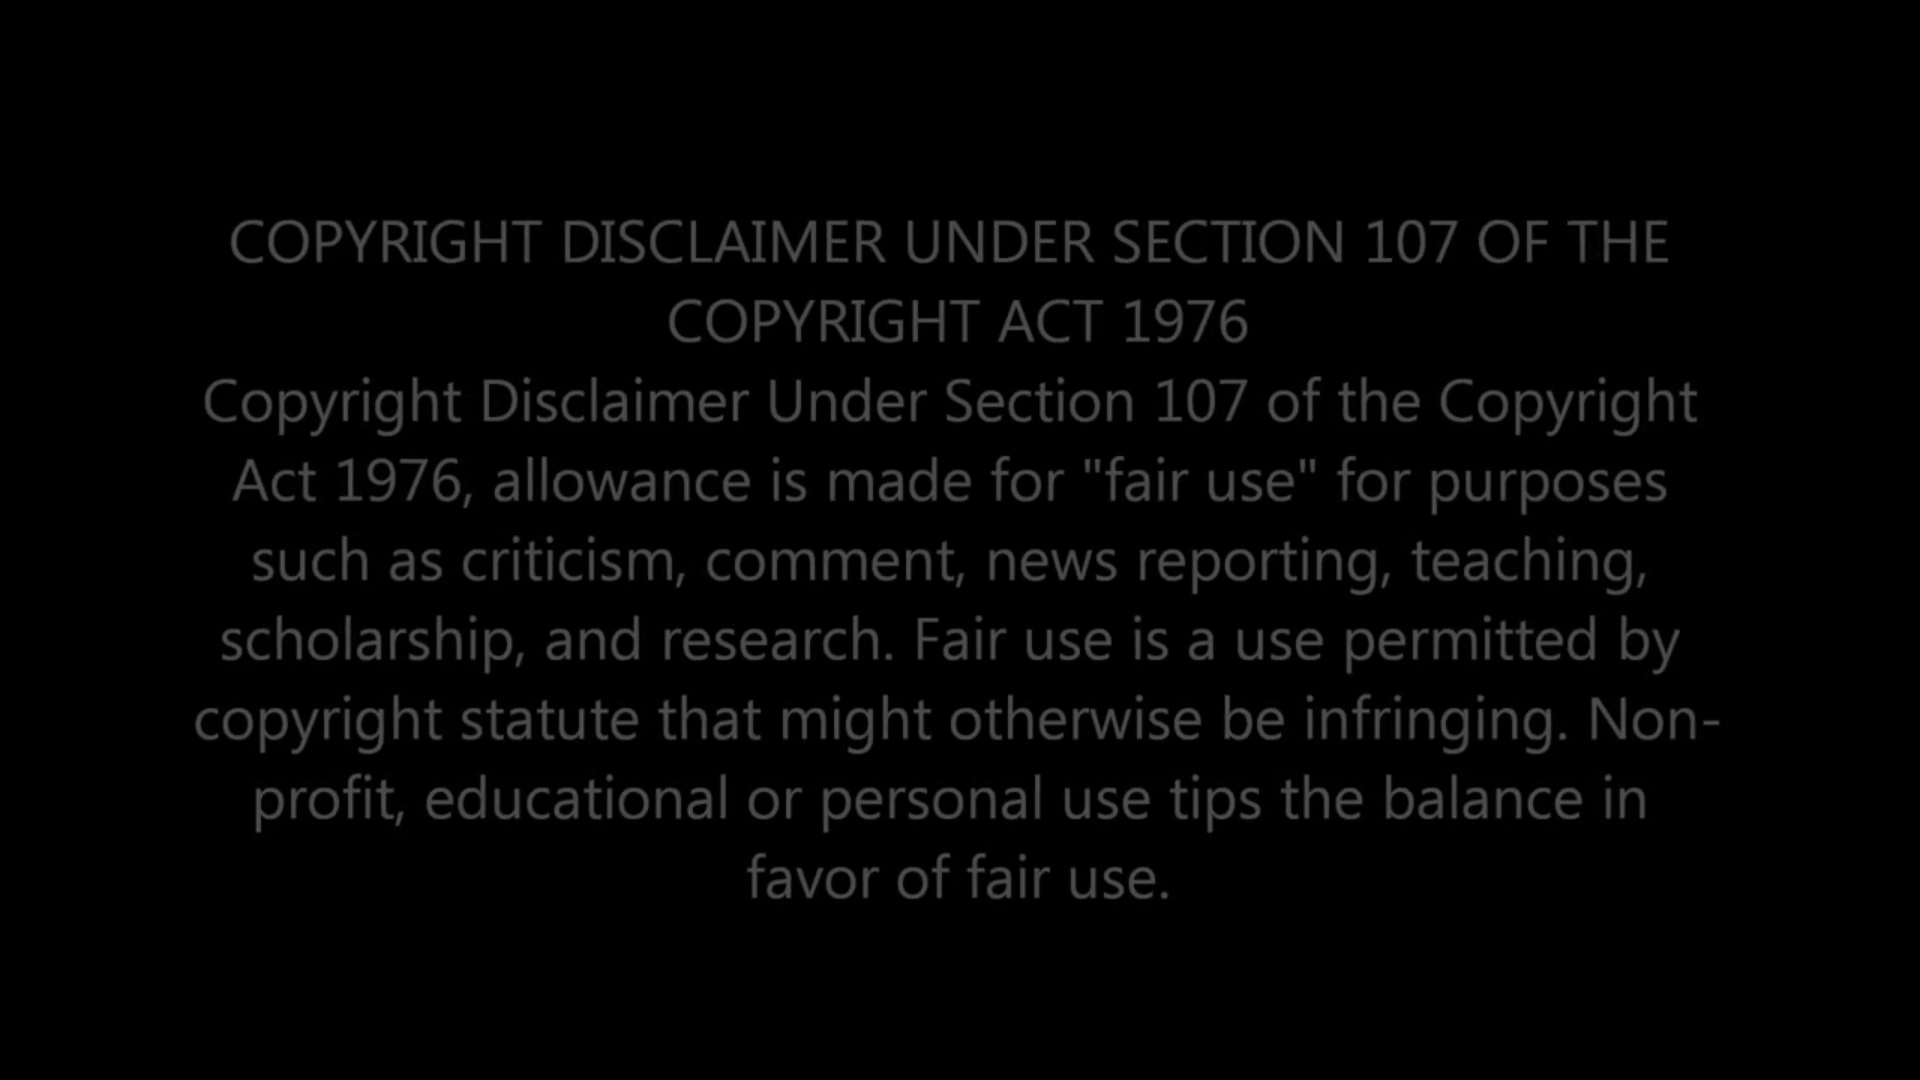 COPYRIGHT DISCLAIMER UNDER SECTION 107 OF THE
COPYRIGHT ACT 1976
Copyright Disclaimer Under Section 107 of the Copyright
Act 1976, allowance is made for "fair use" for purposes
such as criticism, comment, news reporting, teaching,
scholarship, and research. Fair use is a use permitted by
copyright statute that might otherwise be infringing. Non-
profit, educational or personal use tips the balance in
favor of fair use.